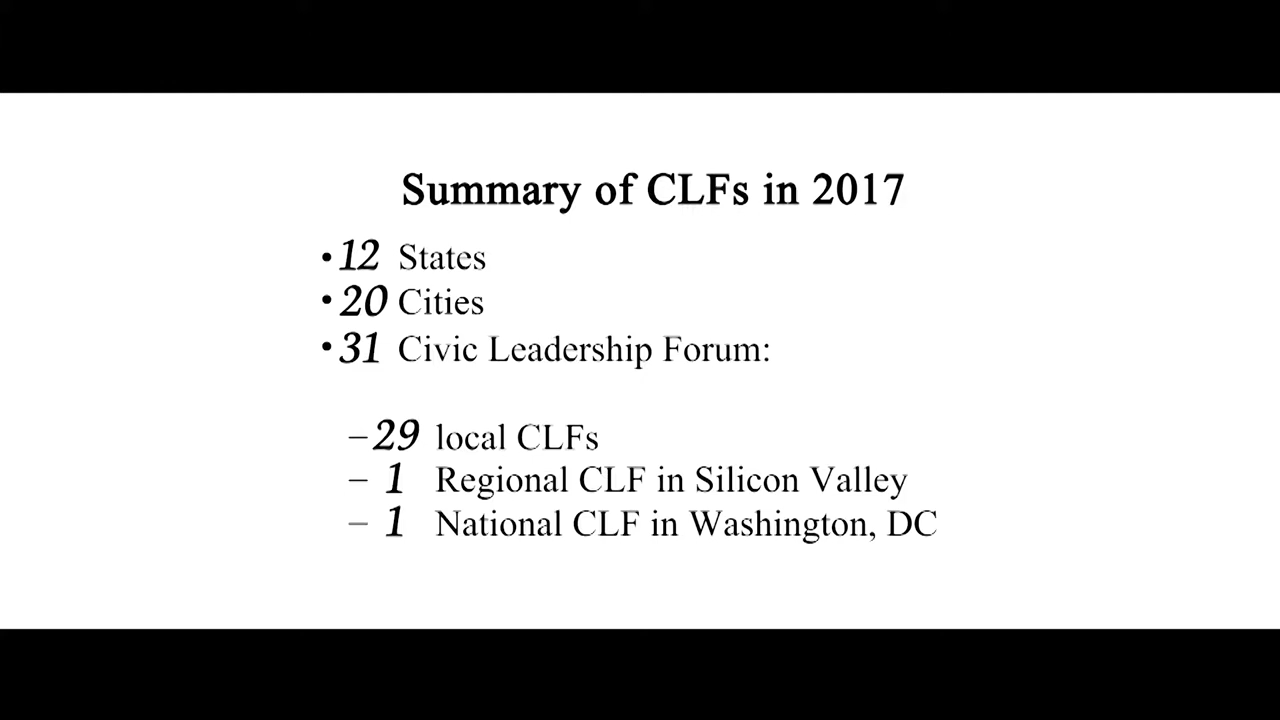 Summary of CLFs in 2017
•12 States
•20 Cities
•31 Civic Leadership Forum:
–29 local CLFs
– 1 Regional CLF in Silicon Valley
– 1 National CLF in Washington, DC